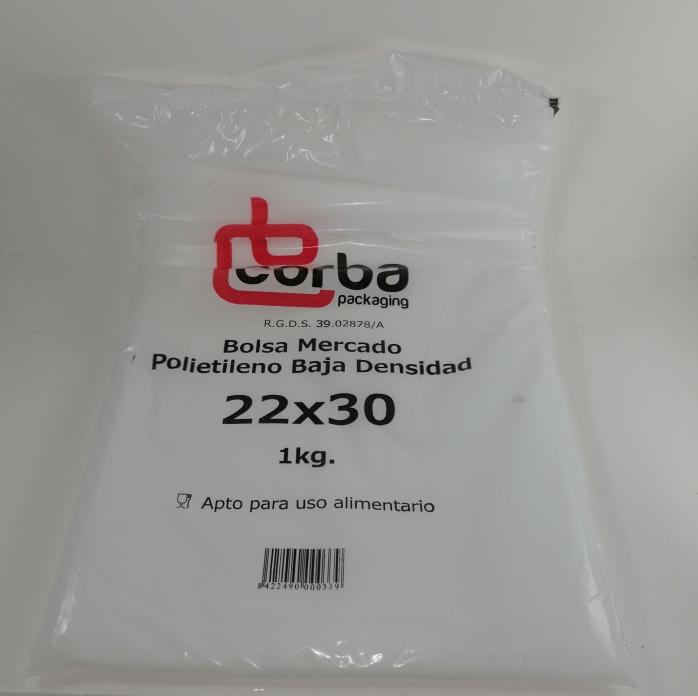 corba
packaging
R.G.D.S. 39.02878/A
Bolsa Mercado
Polietileno Baja Densidad
22x30
1kg.
Apto para uso alimentario
8422490000339